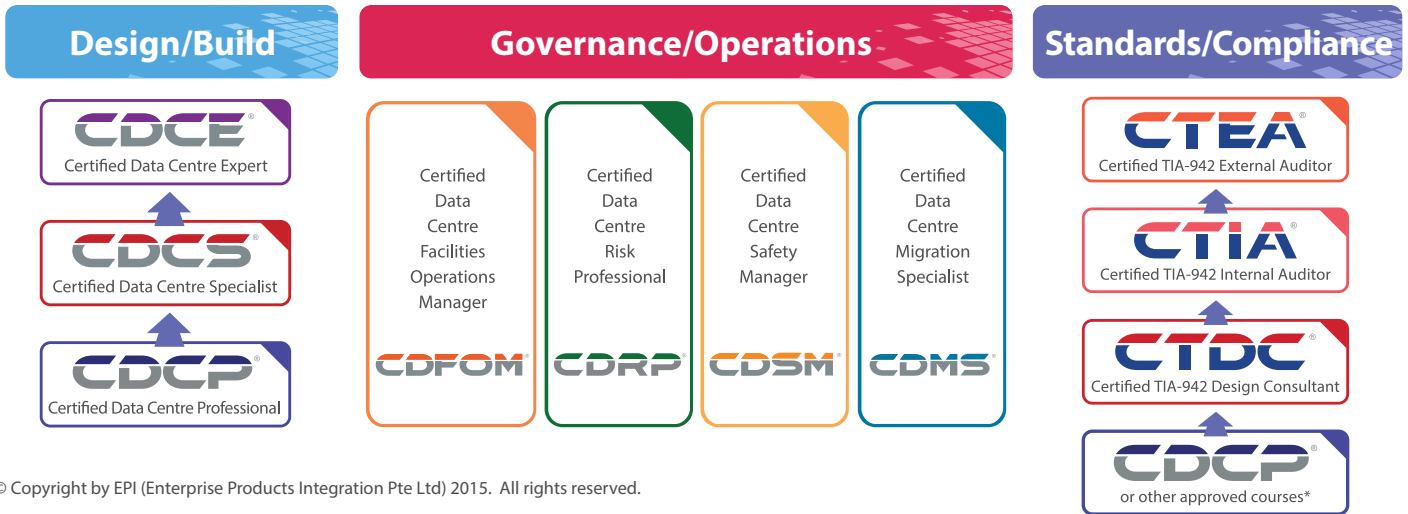 Design/Build
CDCE®
Certified Data Centre Expert
CDCS®
Certified Data Centre Specialist
CDCP®
Certified Data Centre Professional
Governance/Operations
Certified
Data
Centre
Facilities
Operations
Manager
CDFOM®
Certified
Data
Centre
Risk
Professional
CDRP®
Certified
Data
Centre
Safety
Manager
CDSM®
Certified
Data
Centre
Migration
Specialist
CDMS®
Standards/Compliance
CTEA®
Certified TIA-942 External Auditor
CTIA®
Certified TIA-942 Internal Auditor
CTDC®
Certified TIA-942 Design Consultant
CDCP®
or other approved courses*
© Copyright by EPI (Enterprise Products Integration Pte Ltd) 2015. All rights reserved.